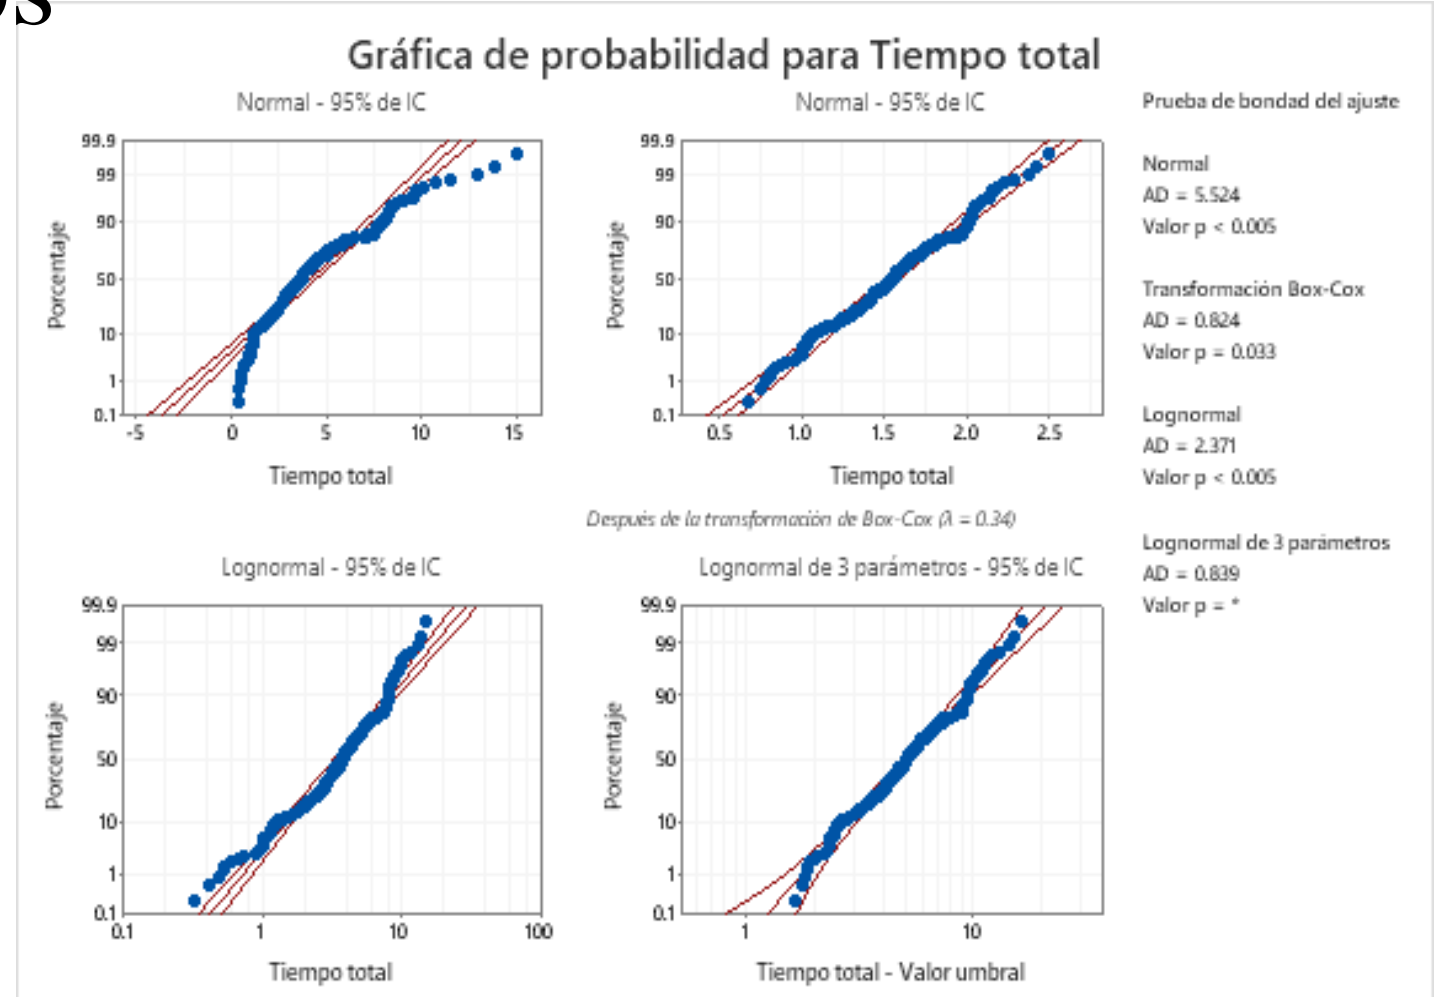 os
Gráfica de probabilidad para Tiempo total
Normal - 95% de IC
Normal - 95% de IC
Prueba de bondad del ajuste
Normal
AD = 5.524
Valor p < 0.005
Transformación Box-Cox
AD = 0.824
Valor p = 0.033
Lognormal
AD = 2.371
Valor p < 0.005
Lognormal de 3 parámetros
AD = 0.839
Valor p = *
Porcentaje
99.9
99
90
50
10
1
0.1
-5 0 5 10 15
Tiempo total
Porcentaje
99.9
99
90
50
10
1
0.1
0.5 1.0 1.5 2.0 2.5
Tiempo total
Después de la transformación de Box-Cox (λ = 0.34)
Lognormal - 95% de IC
Porcentaje
99.9
99
90
50
10
1
0.1
0.1 1 10 100
Tiempo total
Lognormal de 3 parámetros - 95% de IC
Porcentaje
99.9
99
90
50
10
1
0.1
1 10
Tiempo total - Valor umbral